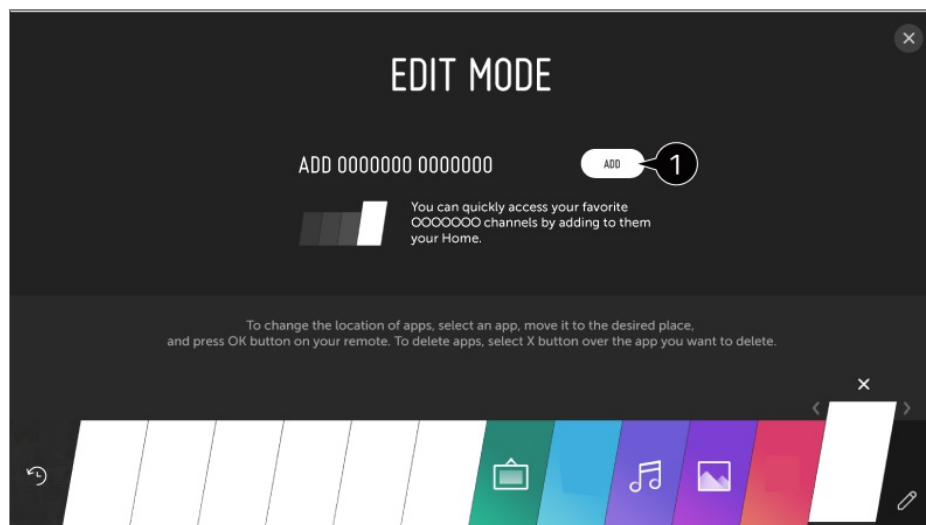 EDIT MODE
ADD OOOOOOO OOOOOOO
ADD
1
You can quickly access your favorite
OOOOOOO channels by adding to them
your Home.
To change the location of apps, select an app, move it to the desired place,
and press OK button on your remote. To delete apps, select X button over the app you want to delete.